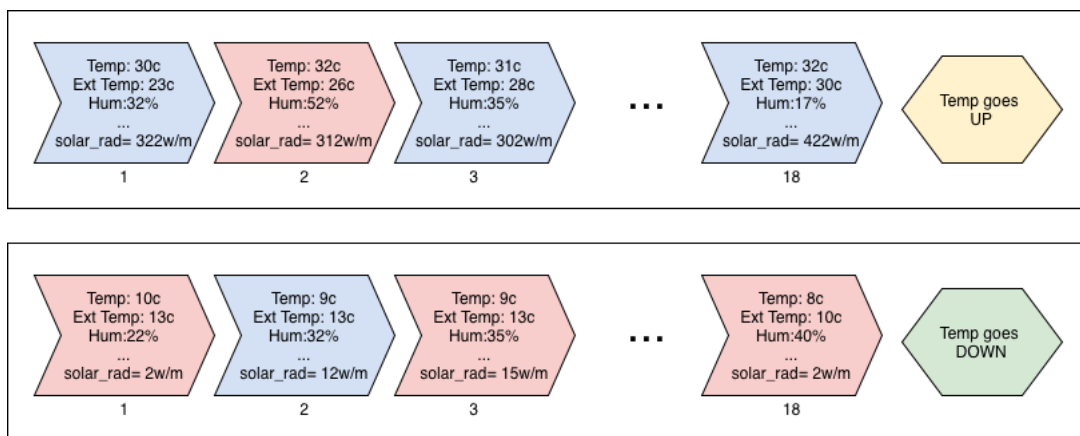 Temp: 30c
Ext Temp: 23c
Hum:32%
...
solar_rad= 322w/m
1
Temp: 32c
Ext Temp: 26c
Hum:52%
...
solar_rad= 312w/m
2
Temp: 31c
Ext Temp: 28c
Hum:35%
...
solar_rad= 302w/m
3
...
Temp: 32c
Ext Temp: 30c
Hum:17%
...
solar_rad= 422w/m
18
Temp goes
UP
Temp: 10c
Ext Temp: 13c
Hum:22%
...
solar_rad= 2w/m
1
Temp: 9c
Ext Temp: 13c
Hum:32%
...
solar_rad= 12w/m
2
Temp: 9c
Ext Temp: 13c
Hum:35%
...
solar_rad= 15w/m
3
...
Temp: 8c
Ext Temp: 10c
Hum:40%
...
solar_rad= 2w/m
18
Temp goes
DOWN